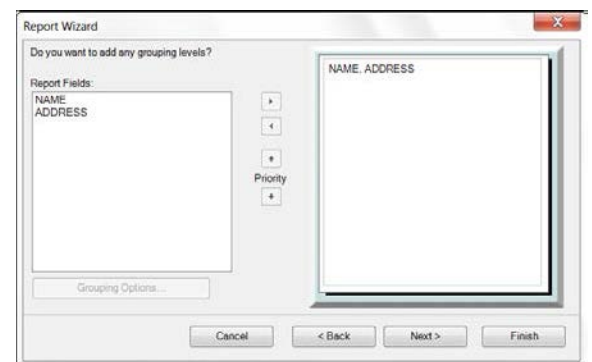 Report Wizard
Do you want to add any grouping levels?
Report Fields:
NAME
ADDRESS
Priority
NAME, ADDRESS
Grouping Options...
Cancel
< Back
Next >
Finish